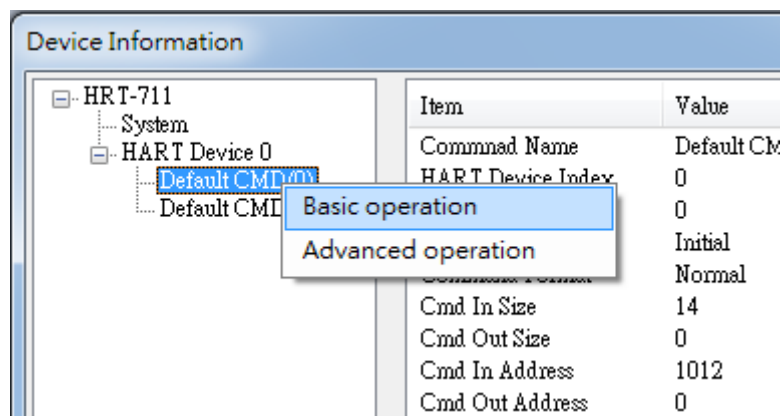 Device Information
HRT-711
System
HART Device 0
Default CMD(0)
Default CMD
Basic operation
Advanced operation
Item Value
Commnad Name Default CM
HART Device Index 0
0
Initial
Normal
Cmd In Size 14
Cmd Out Size 0
Cmd In Address 1012
Cmd Out Address 0